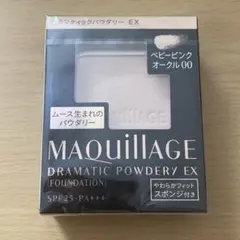 ドラマティックパウダリー EX
ベビーピンク
オークル00
ムース生まれの
パウダリー
MAQuillAGE
DRAMATIC POWDERY EX
[FOUNDATION]
SPF25・PA+++
やわらかフィット
スポンジ付き